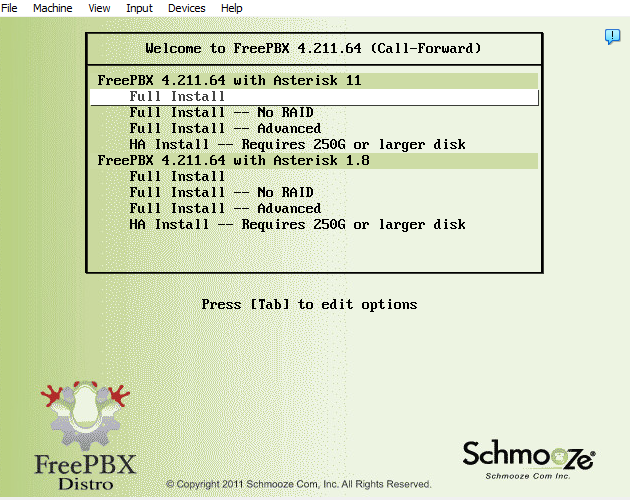 File Machine View Input Devices Help
Welcome to FreePBX 4.211.64 (Call-Forward)
FreePBX 4.211.64 with Asterisk 11
Full Install
Full Install -- No RAID
Full Install -- Advanced
HA Install -- Requires 250G or larger disk
FreePBX 4.211.64 with Asterisk 1.8
Full Install
Full Install -- No RAID
Full Install -- Advanced
HA Install -- Requires 250G or larger disk
Press [Tab] to edit options
FreePBX
Distro
© Copyright 2011 Schmooze Com, Inc. All Rights Reserved.
Schmooze®
Schmooze Com Inc.